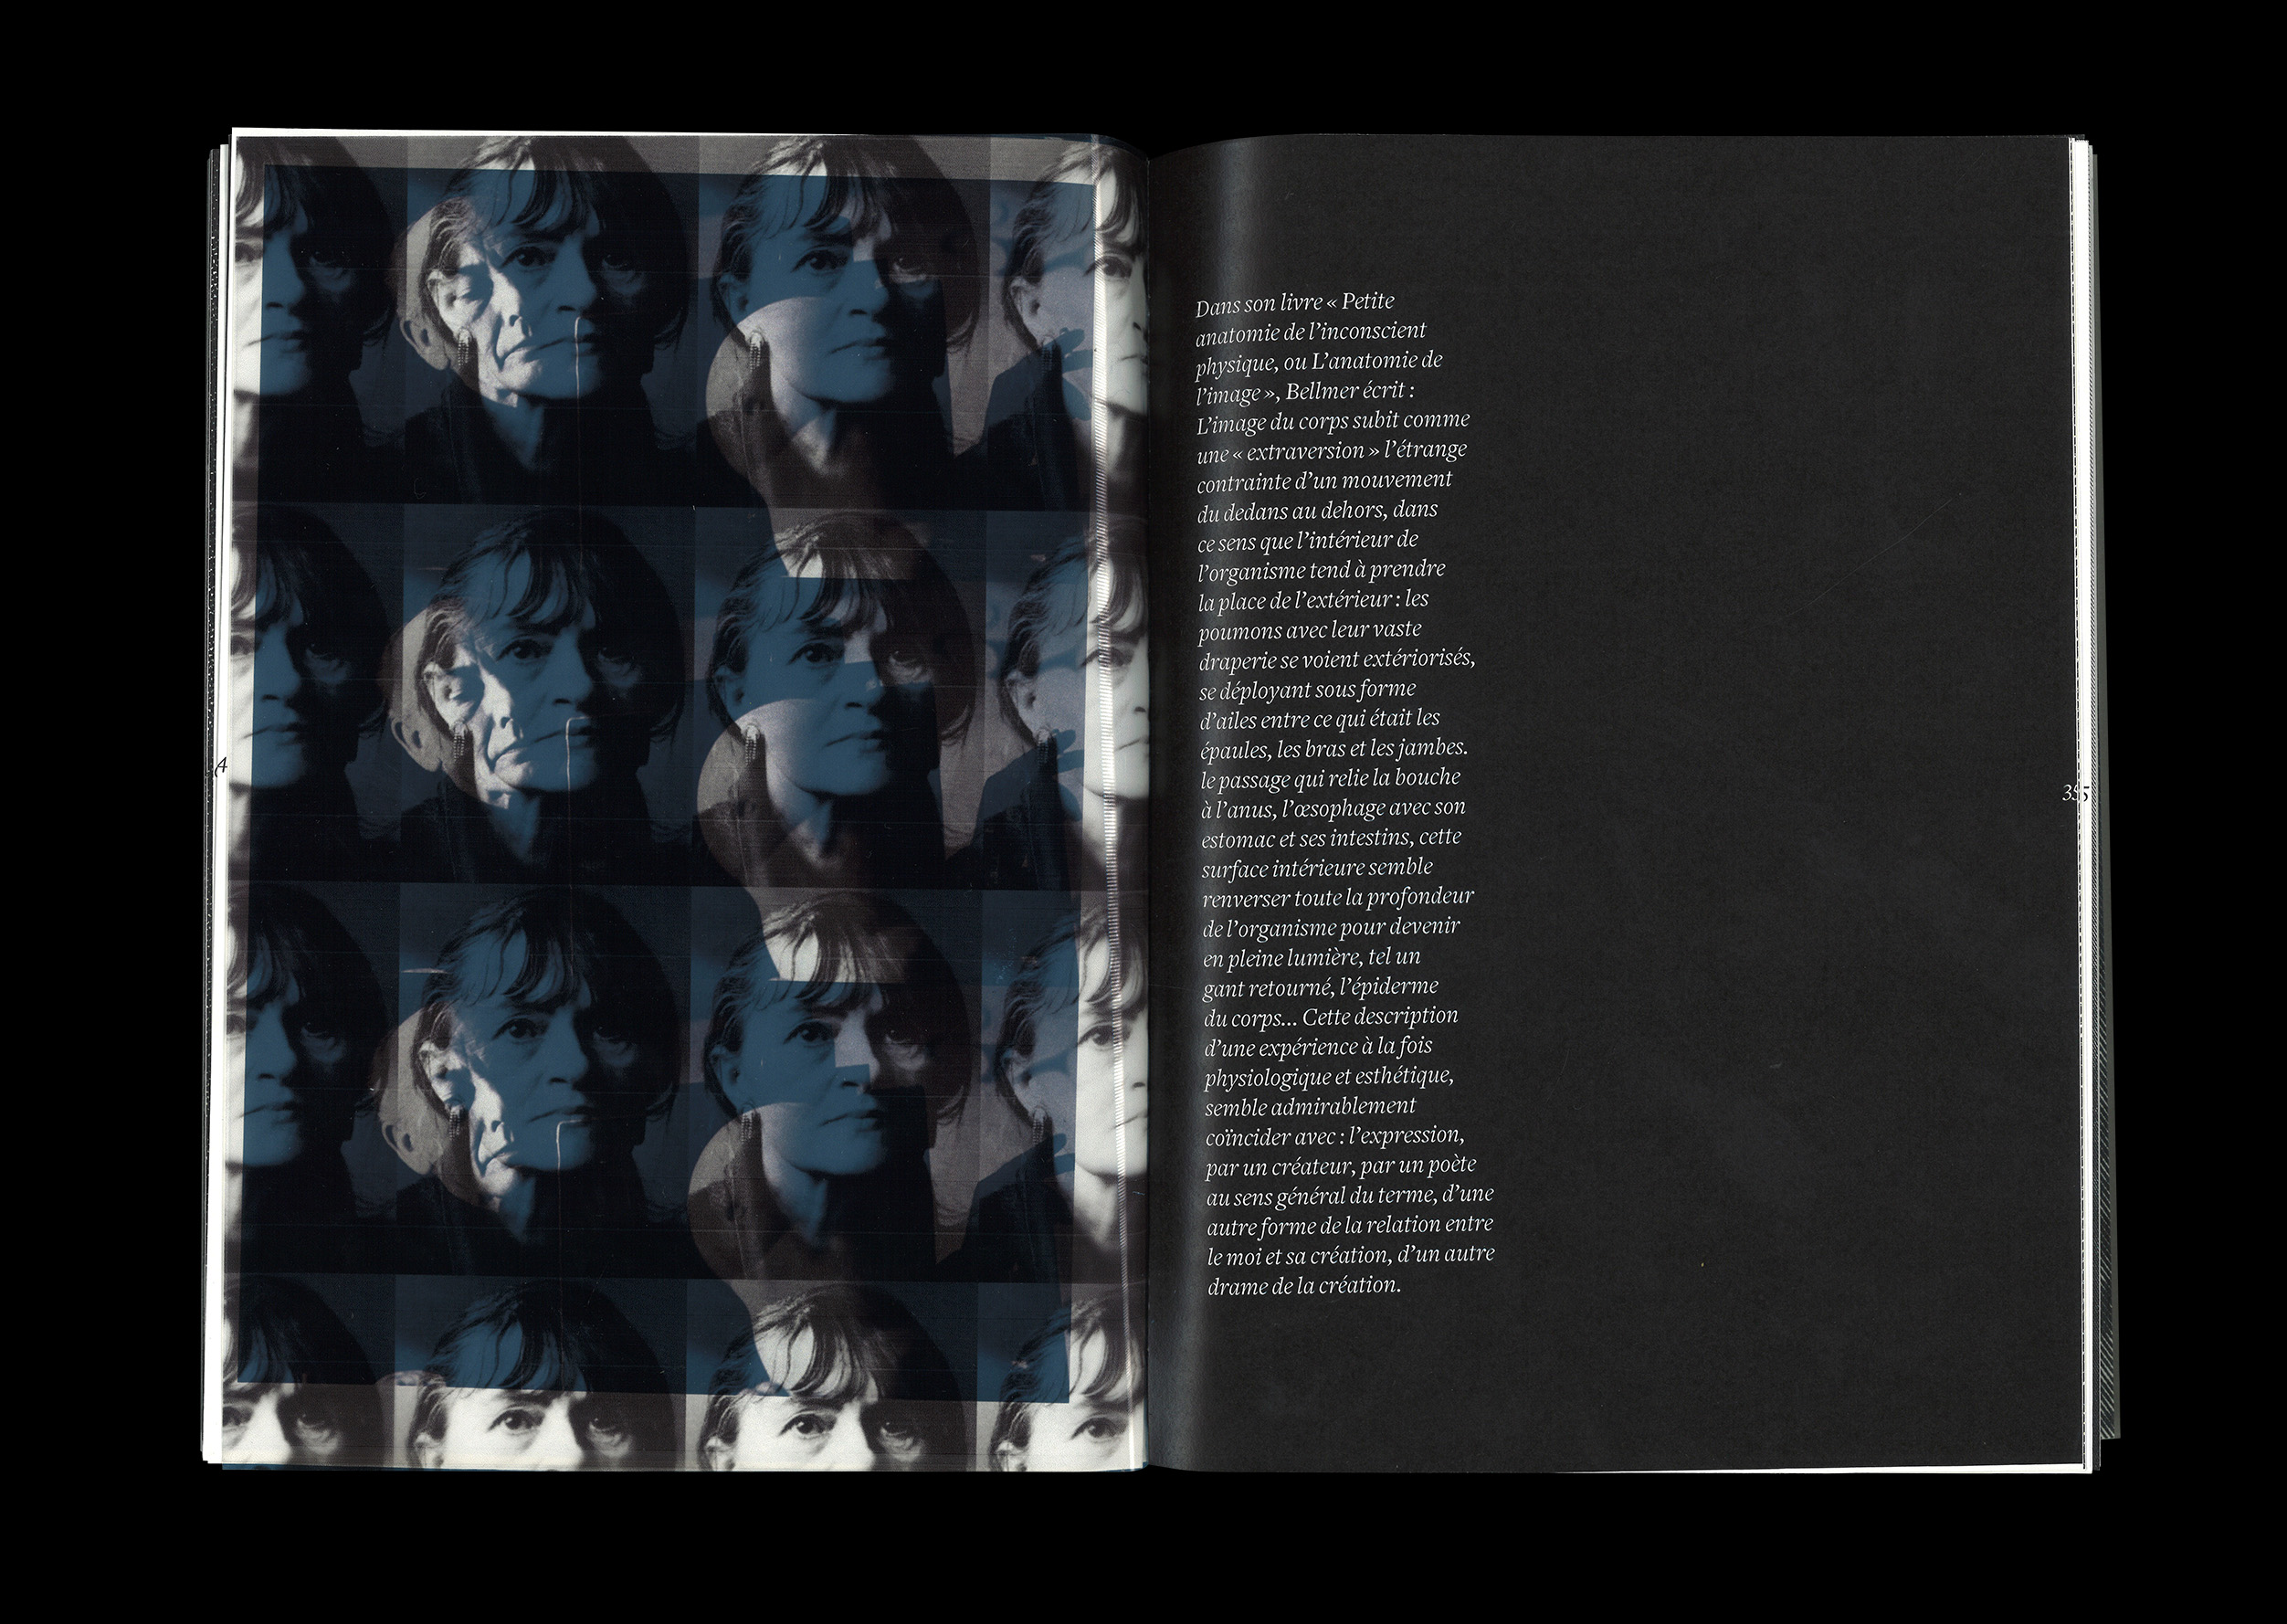 Dans son livre « Petite
anatomie de l’inconscient
physique, ou L’anatomie de
l’image », Bellmer écrit :
L’image du corps subit comme
une « extraversion » l’étrange
contrainte d’un mouvement
du dedans au dehors, dans
ce sens que l’intérieur de
l’organisme tend à prendre
la place de l’extérieur : les
poumons avec leur vaste
draperie se voient extériorisés,
se déployant sous forme
d’ailes entre ce qui était les
épaules, les bras et les jambes.
le passage qui relie la bouche
à l’anus, l’œsophage avec son
estomac et ses intestins, cette
surface intérieure semble
renverser toute la profondeur
de l’organisme pour devenir
en pleine lumière, tel un
gant retourné, l’épiderme
du corps... Cette description
d’une expérience à la fois
physiologique et esthétique,
semble admirablement
coïncider avec : l’expression,
par un créateur, par un poète
au sens général du terme, d’une
autre forme de la relation entre
le moi et sa création, d’un autre
drame de la création.